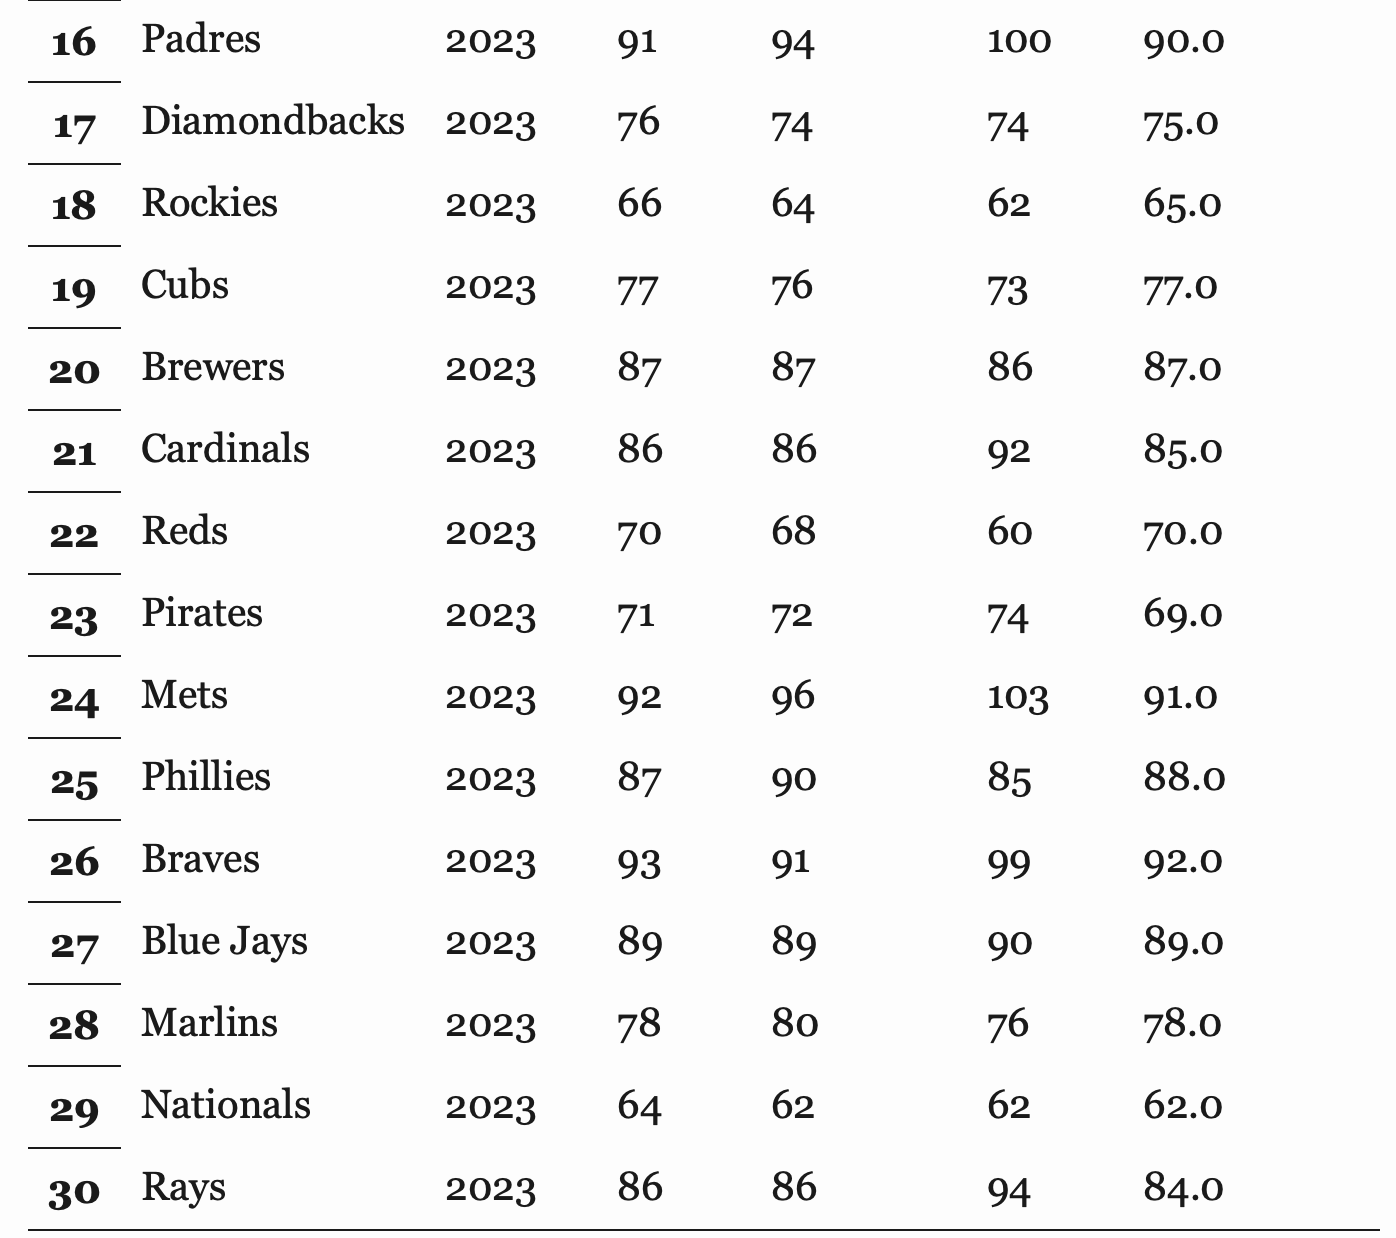 16 Padres 2023 91 94 100 90.0
17 Diamondbacks 2023 76 74 74 75.0
18 Rockies 2023 66 64 62 65.0
19 Cubs 2023 77 76 73 77.0
20 Brewers 2023 87 87 86 87.0
21 Cardinals 2023 86 86 92 85.0
22 Reds 2023 70 68 60 70.0
23 Pirates 2023 71 72 74 69.0
24 Mets 2023 92 96 103 91.0
25 Phillies 2023 87 90 85 88.0
26 Braves 2023 93 91 99 92.0
27 Blue Jays 2023 89 89 90 89.0
28 Marlins 2023 78 80 76 78.0
29 Nationals 2023 64 62 62 62.0
30 Rays 2023 86 86 94 84.0